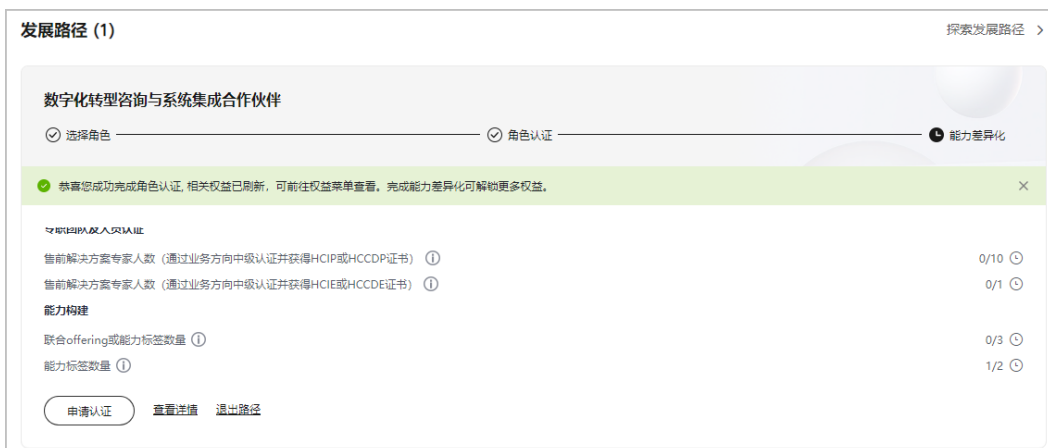 发展路径 (1)
探索发展路径
数字化转型咨询与系统集成合作伙伴
选择角色
角色认证
能力差异化
恭喜您成功完成角色认证, 相关权益已刷新，可前往权益菜单查看。完成能力差异化可解锁更多权益。
专职团队及人员认证
售前解决方案专家人数（通过业务方向中级认证并获得HCIP或HCCDP证书） 0/10
售前解决方案专家人数（通过业务方向中级认证并获得HCIE或HCCDE证书） 0/1
能力构建
联合offering或能力标签数量 0/3
能力标签数量 1/2
申请认证 查看详情 退出路径